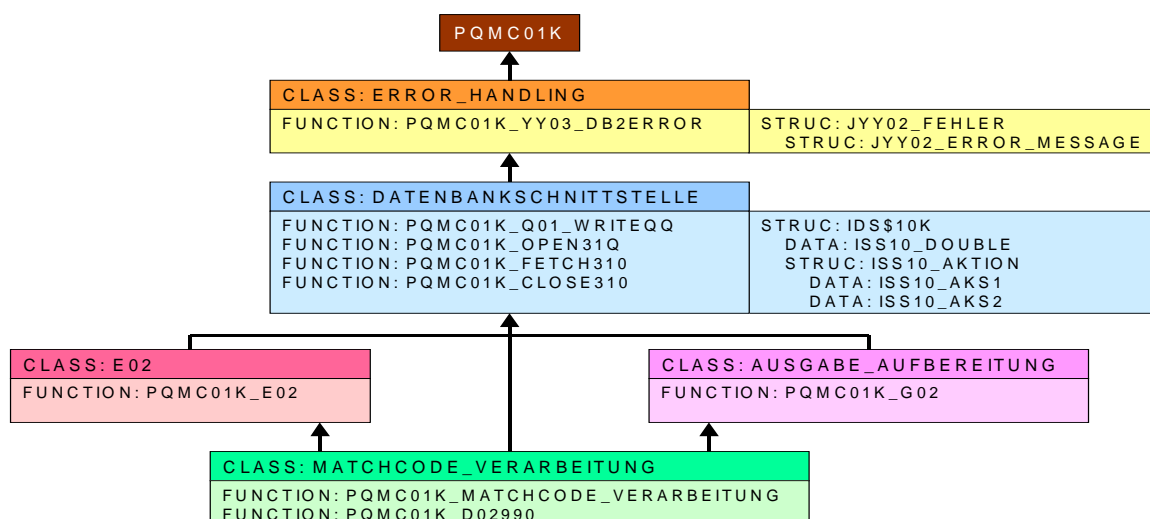 PQMC01K
CLASS: ERROR_HANDLING
FUNCTION: PQMC01K_YY03_DB2ERROR
STRUC: JYY02_FEHLER
STRUC: JYY02_ERROR_MESSAGE
CLASS: DATENBANKSCHNITTSTELLE
FUNCTION: PQMC01K_Q01_WRITEQQ
FUNCTION: PQMC01K_OPEN31Q
FUNCTION: PQMC01K_FETCH310
FUNCTION: PQMC01K_CLOSE310
STRUC: IDS$10K
DATA: ISS10_DOUBLE
STRUC: ISS10_AKTION
DATA: ISS10_AKS1
DATA: ISS10_AKS2
CLASS: E02
FUNCTION: PQMC01K_E02
CLASS: AUSGABE_AUFBEREITUNG
FUNCTION: PQMC01K_G02
CLASS: MATCHCODE_VERARBEITUNG
FUNCTION: PQMC01K_MATCHCODE_VERARBEITUNG
FUNCTION: PQMC01K_D02990